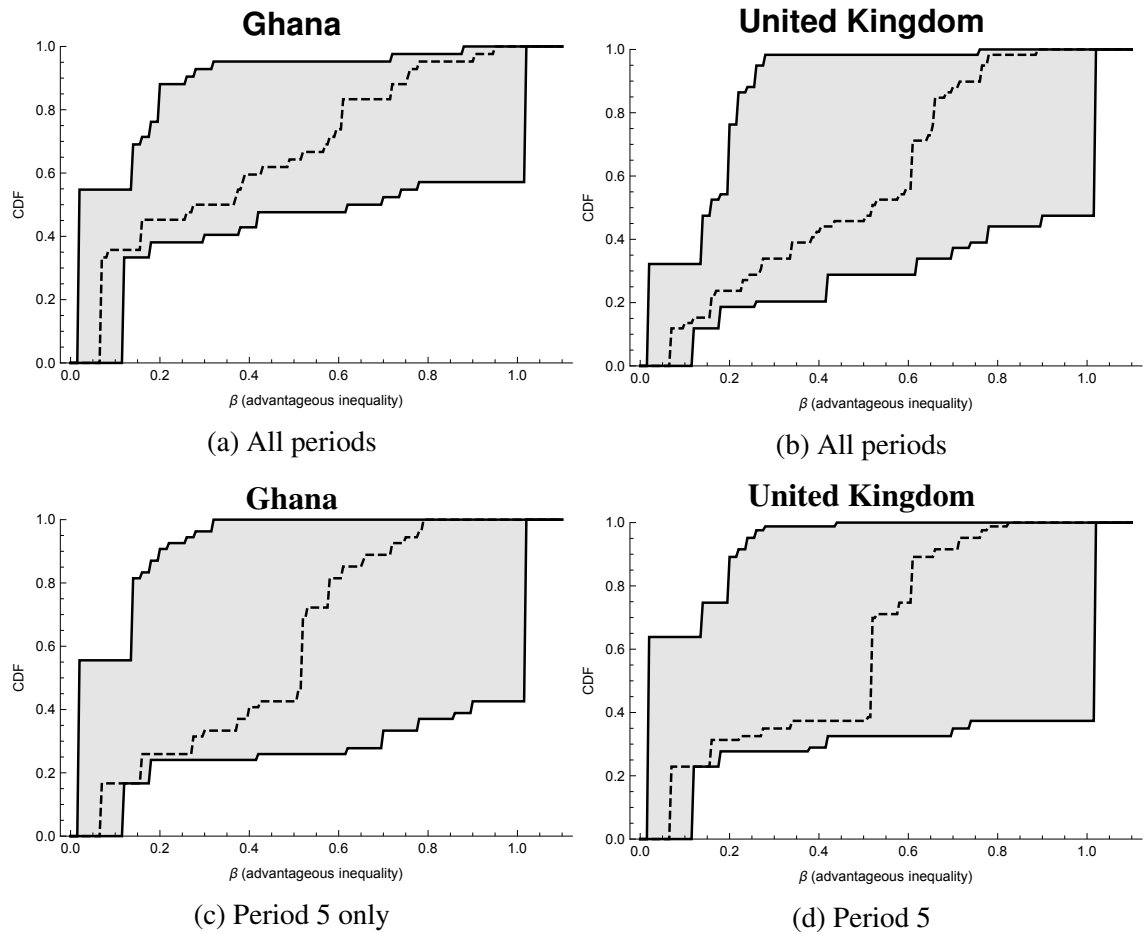 Ghana
1.0
0.8
0.6
0.4
0.2
0.0
CDF
0.0 0.2 0.4 0.6 0.8 1.0
β (advantageous inequality)
(a) All periods
United Kingdom
1.0
0.8
0.6
0.4
0.2
0.0
CDF
0.0 0.2 0.4 0.6 0.8 1.0
β (advantageous inequality)
(b) All periods
Ghana
1.0
0.8
0.6
0.4
0.2
0.0
CDF
0.0 0.2 0.4 0.6 0.8 1.0
β (advantageous inequality)
(c) Period 5 only
United Kingdom
1.0
0.8
0.6
0.4
0.2
0.0
CDF
0.0 0.2 0.4 0.6 0.8 1.0
β (advantageous inequality)
(d) Period 5